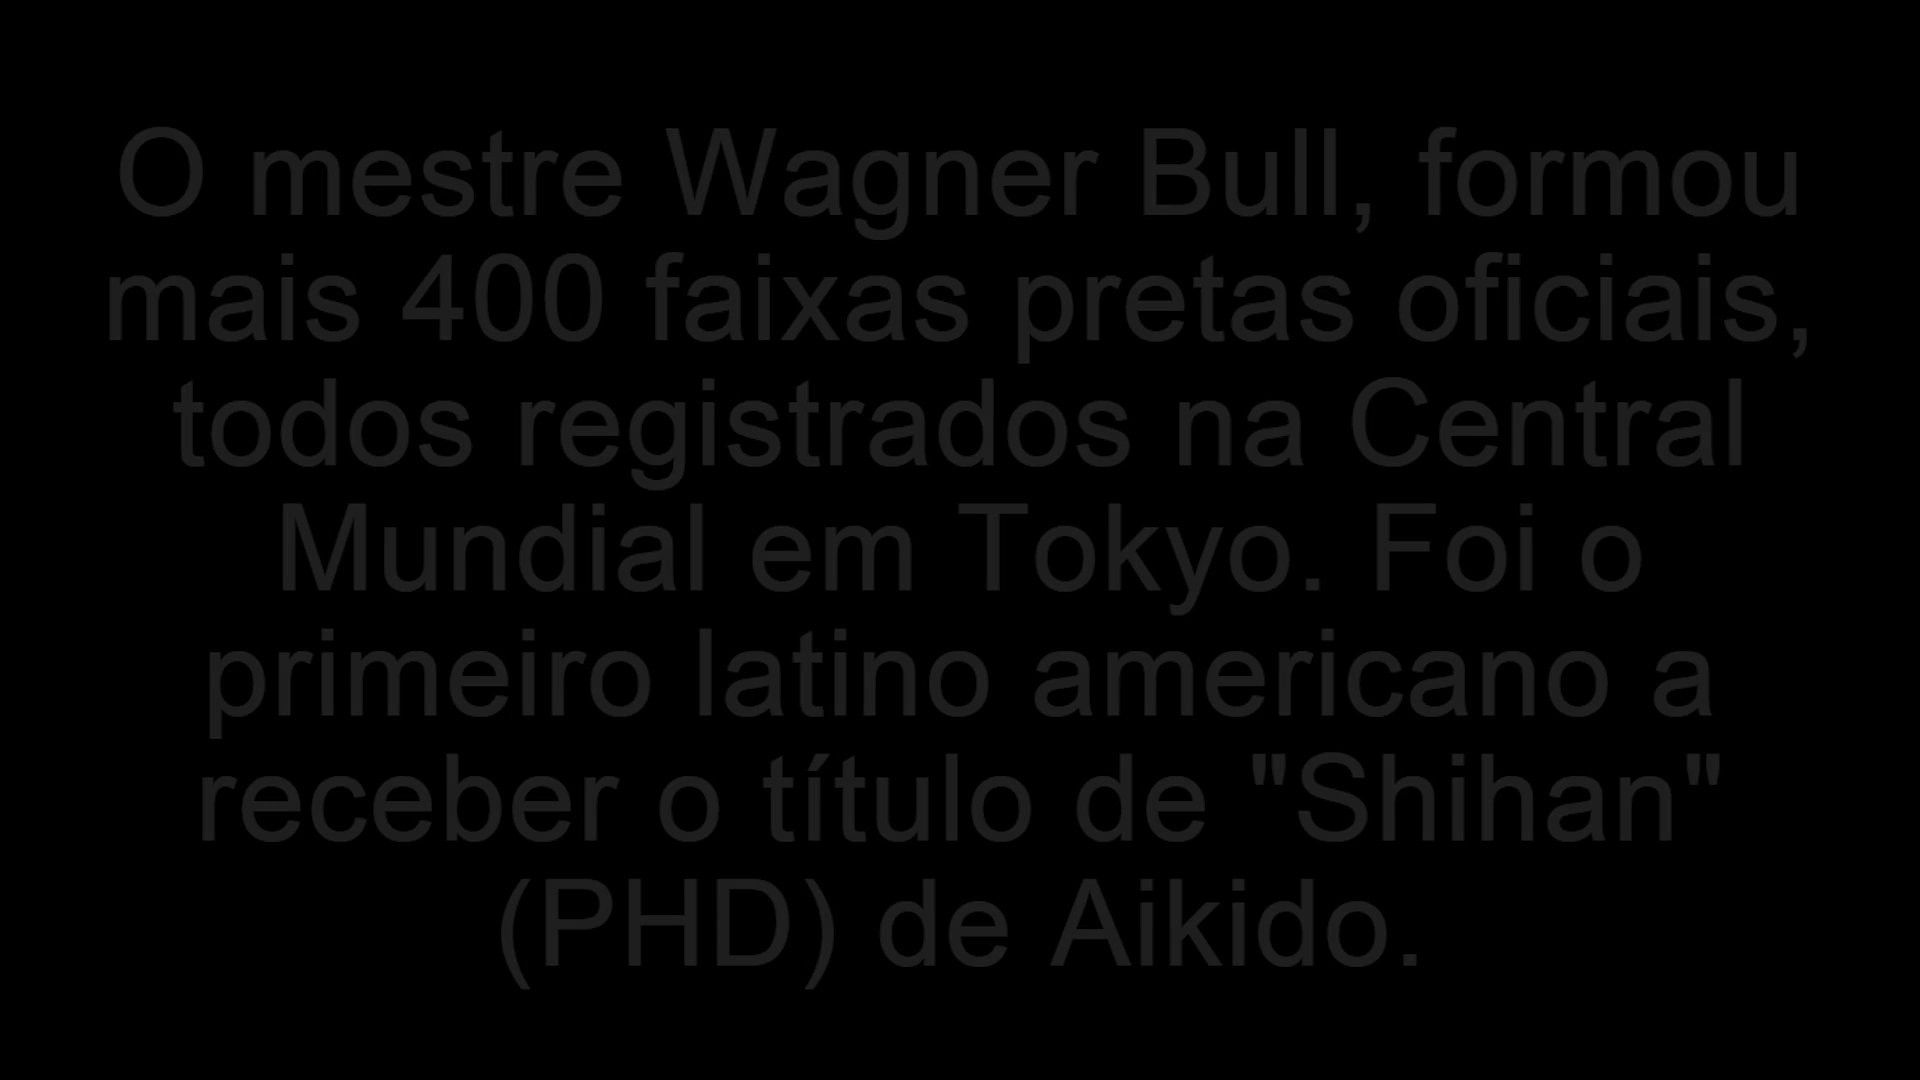 O mestre Wagner Bull, formou
mais 400 faixas pretas oficiais,
todos registrados na Central
Mundial em Tokyo. Foi o
primeiro latino americano a
receber o título de "Shihan"
(PHD) de Aikido.